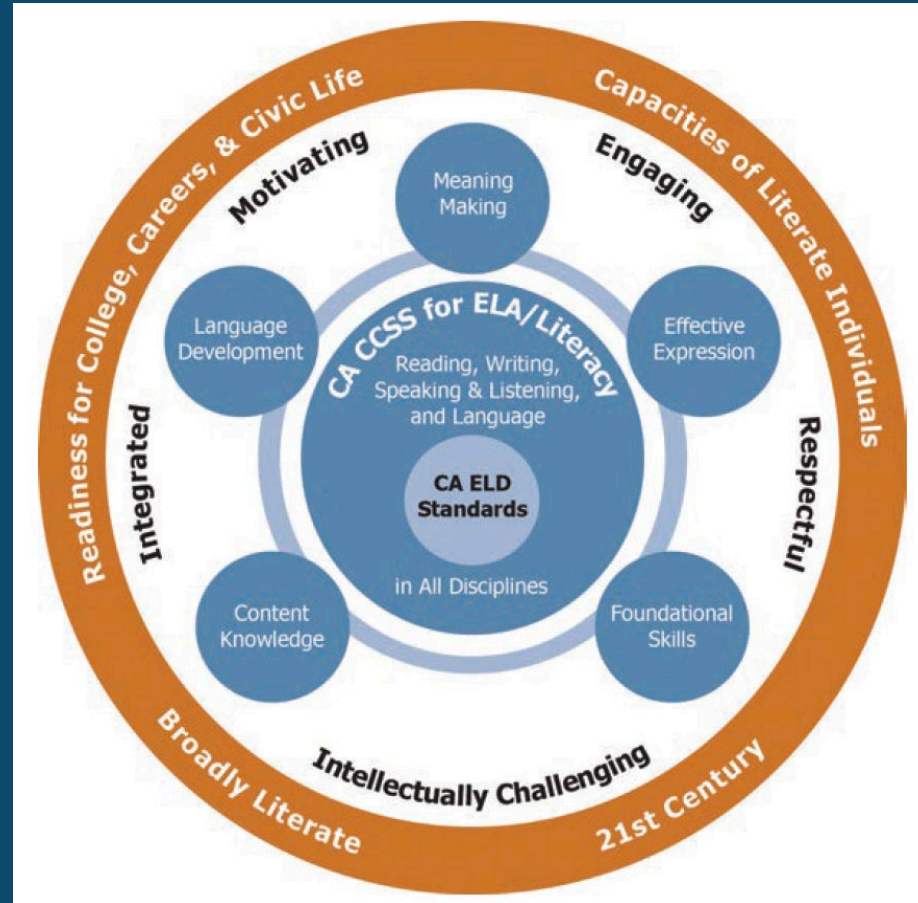 Readiness for College, Careers, & Civic Life
Capacities of Literate Individuals
Motivating
Engaging
Meaning
Making
Language
Development
Effective
Expression
CA CCSS for ELA/Literacy
Reading, Writing,
Speaking & Listening,
and Language
CA ELD
Standards
in All Disciplines
Integrated
Respectful
Content
Knowledge
Foundational
Skills
Intellectually Challenging
Broadly Literate
21st Century